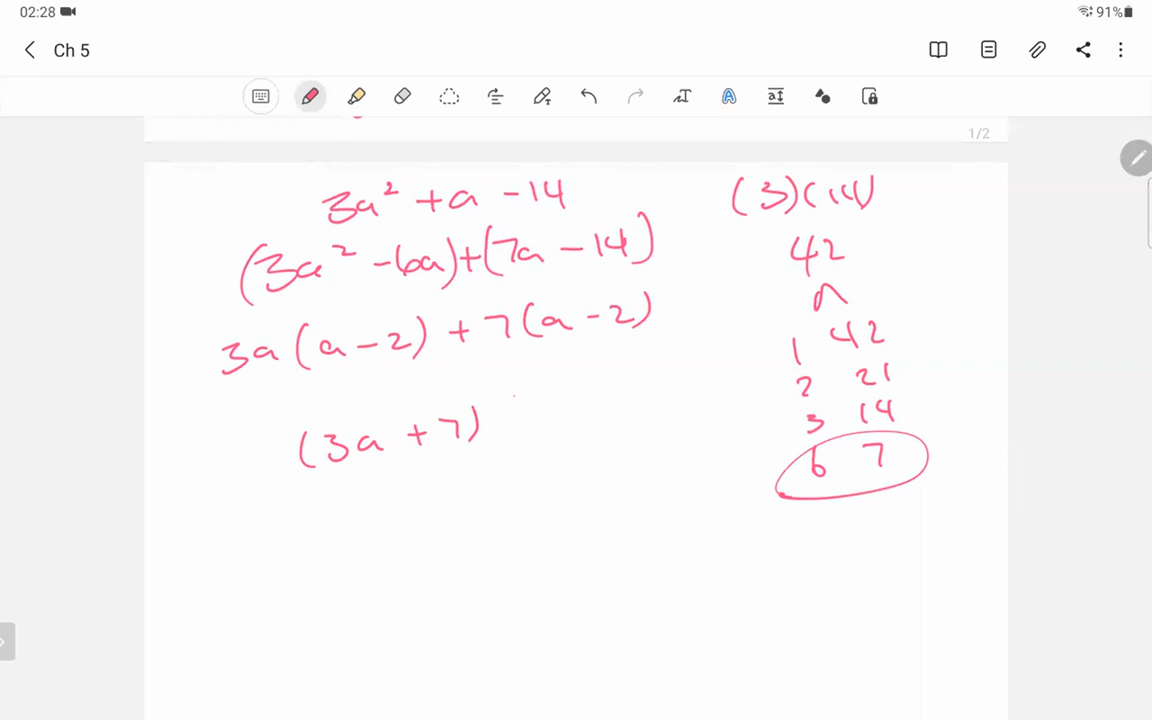 02:28 91%
Ch 5
1/2
3a² + a - 14
(3a² - 6a) + (7a - 14)
3a (a - 2) + 7(a - 2)
(3a + 7)
(3)(14)
42
1 42
2 21
3 14
6 7